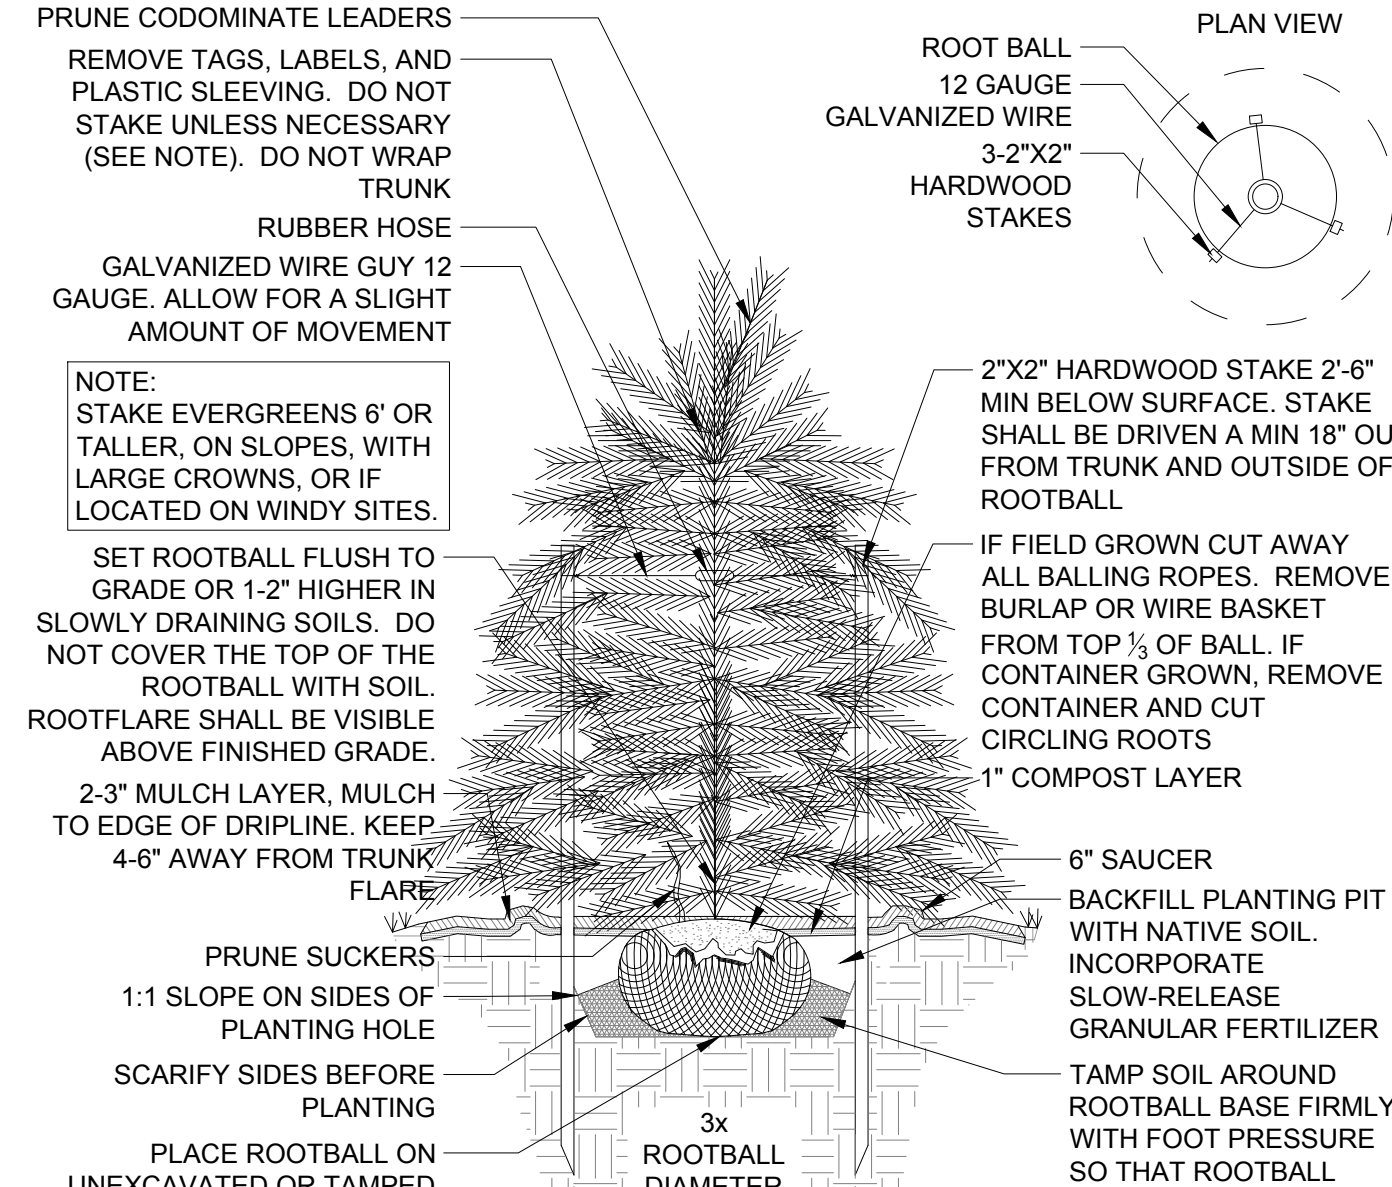 PRUNE CODOMINATE LEADERS
REMOVE TAGS, LABELS, AND
PLASTIC SLEEVING. DO NOT
STAKE UNLESS NECESSARY
(SEE NOTE). DO NOT WRAP
TRUNK
RUBBER HOSE
GALVANIZED WIRE GUY 12
GAUGE. ALLOW FOR A SLIGHT
AMOUNT OF MOVEMENT
NOTE:
STAKE EVERGREENS 6' OR
TALLER, ON SLOPES, WITH
LARGE CROWNS, OR IF
LOCATED ON WINDY SITES.
SET ROOTBALL FLUSH TO
GRADE OR 1-2" HIGHER IN
SLOWLY DRAINING SOILS. DO
NOT COVER THE TOP OF THE
ROOTBALL WITH SOIL.
ROOTFLARE SHALL BE VISIBLE
ABOVE FINISHED GRADE.
2-3" MULCH LAYER, MULCH
TO EDGE OF DRIPLINE. KEEP
4-6" AWAY FROM TRUNK
FLARE
PRUNE SUCKERS
1:1 SLOPE ON SIDES OF
PLANTING HOLE
SCARIFY SIDES BEFORE
PLANTING
PLACE ROOTBALL ON
UNEXCAVATED OR TAMPED
3x
ROOTBALL
DIAMETER
PLAN VIEW
ROOT BALL
12 GAUGE
GALVANIZED WIRE
3-2"X2"
HARDWOOD
STAKES
2"X2" HARDWOOD STAKE 2'-6"
MIN BELOW SURFACE. STAKE
SHALL BE DRIVEN A MIN 18" OU
FROM TRUNK AND OUTSIDE OF
ROOTBALL
IF FIELD GROWN CUT AWAY
ALL BALLING ROPES. REMOVE
BURLAP OR WIRE BASKET
FROM TOP ⅓ OF BALL. IF
CONTAINER GROWN, REMOVE
CONTAINER AND CUT
CIRCLING ROOTS
1" COMPOST LAYER
6" SAUCER
BACKFILL PLANTING PIT
WITH NATIVE SOIL.
INCORPORATE
SLOW-RELEASE
GRANULAR FERTILIZER
TAMP SOIL AROUND
ROOTBALL BASE FIRMLY
WITH FOOT PRESSURE
SO THAT ROOTBALL